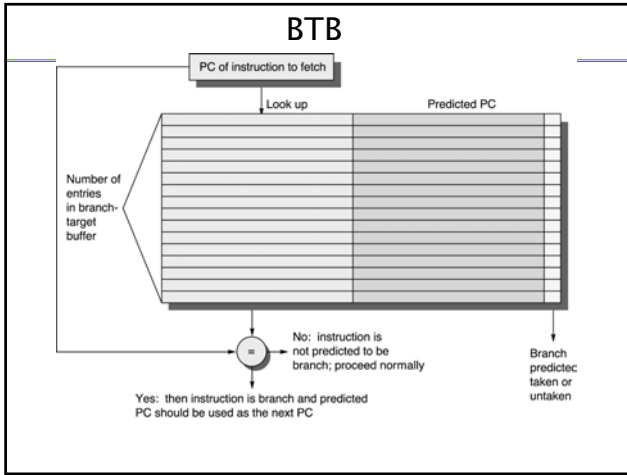 BTB
PC of instruction to fetch
Look up
Predicted PC
Number of
entries
in branch-
target
buffer
=
No: instruction is
not predicted to be
branch; proceed normally
Yes: then instruction is branch and predicted
PC should be used as the next PC
Branch
predicted
taken or
untaken